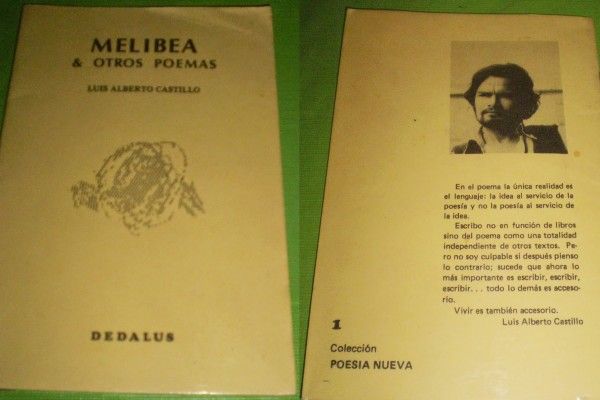 MELIBEA
& OTROS POEMAS
LUIS ALBERTO CASTILLO
DEDALUS
En el poema la única realidad es
el lenguaje: la idea al servicio de la
poesía y no la poesía al servicio de
la idea.
Escribo no en función de libros
sino del poema como una totalidad
independiente de otros textos. Pe-
ro no soy culpable si después pienso
lo contrario; sucede que ahora lo
más importante es escribir, escribir,
escribir. . . todo lo demás es acceso-
rio.
Vivir es también accesorio.
Luis Alberto Castillo
1
Colección
POESIA NUEVA